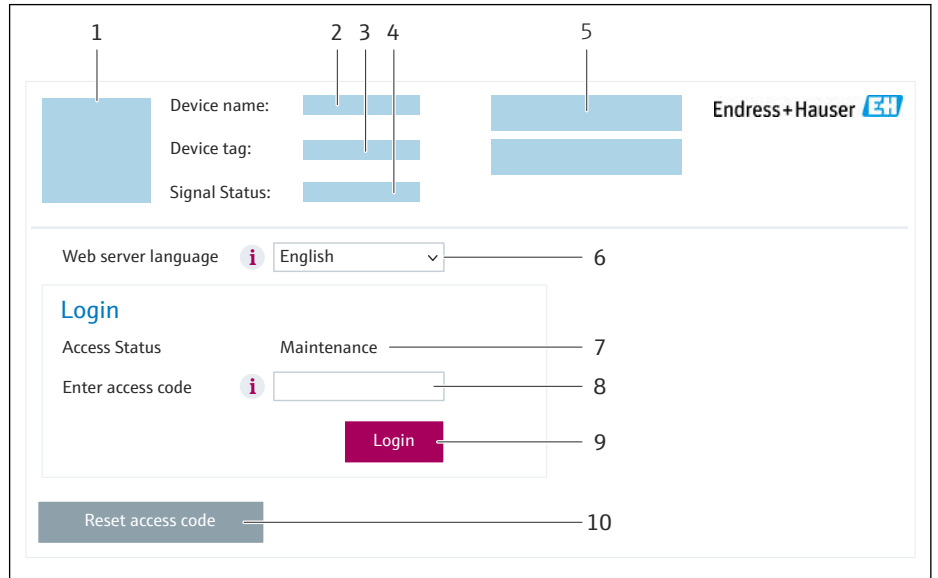 1 2 3 4 5
Device name:
Endress+Hauser EH
Device tag:
Signal Status:
Web server language i English 6
Login
Access Status Maintenance 7
Enter access code i 8
Login 9
Reset access code 10